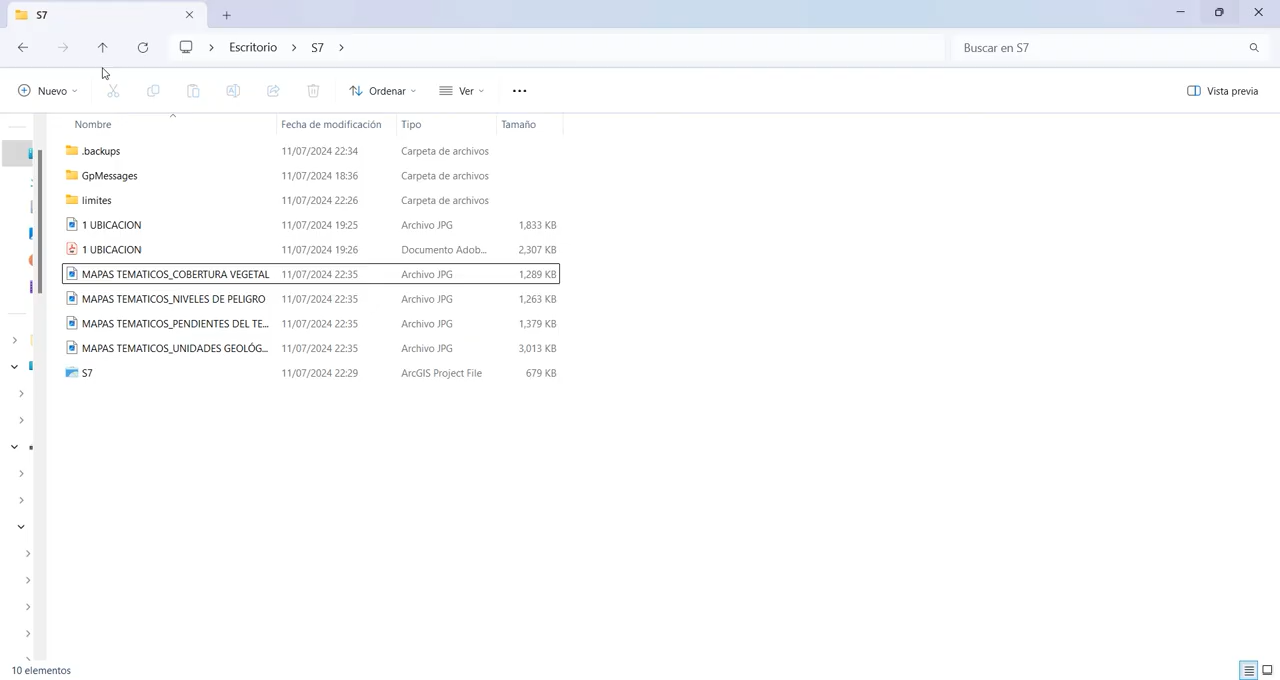 S7
Escritorio S7
Buscar en S7
Nuevo
Ordenar
Ver
Vista previa
Nombre Fecha de modificación Tipo Tamaño
.backups 11/07/2024 22:34 Carpeta de archivos
GpMessages 11/07/2024 18:36 Carpeta de archivos
limites 11/07/2024 22:26 Carpeta de archivos
1 UBICACION 11/07/2024 19:25 Archivo JPG 1,833 KB
1 UBICACION 11/07/2024 19:26 Documento Adob... 2,307 KB
MAPAS TEMATICOS_COBERTURA VEGETAL 11/07/2024 22:35 Archivo JPG 1,289 KB
MAPAS TEMATICOS_NIVELES DE PELIGRO 11/07/2024 22:35 Archivo JPG 1,263 KB
MAPAS TEMATICOS_PENDIENTES DEL TE... 11/07/2024 22:35 Archivo JPG 1,379 KB
MAPAS TEMATICOS_UNIDADES GEOLÓG... 11/07/2024 22:35 Archivo JPG 3,013 KB
S7 11/07/2024 22:29 ArcGIS Project File 679 KB
10 elementos